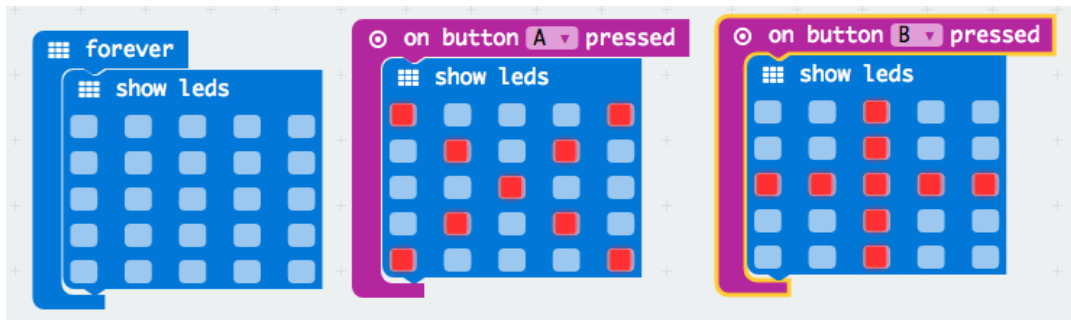 forever
show leds
on button A pressed
show leds
on button B pressed
show leds